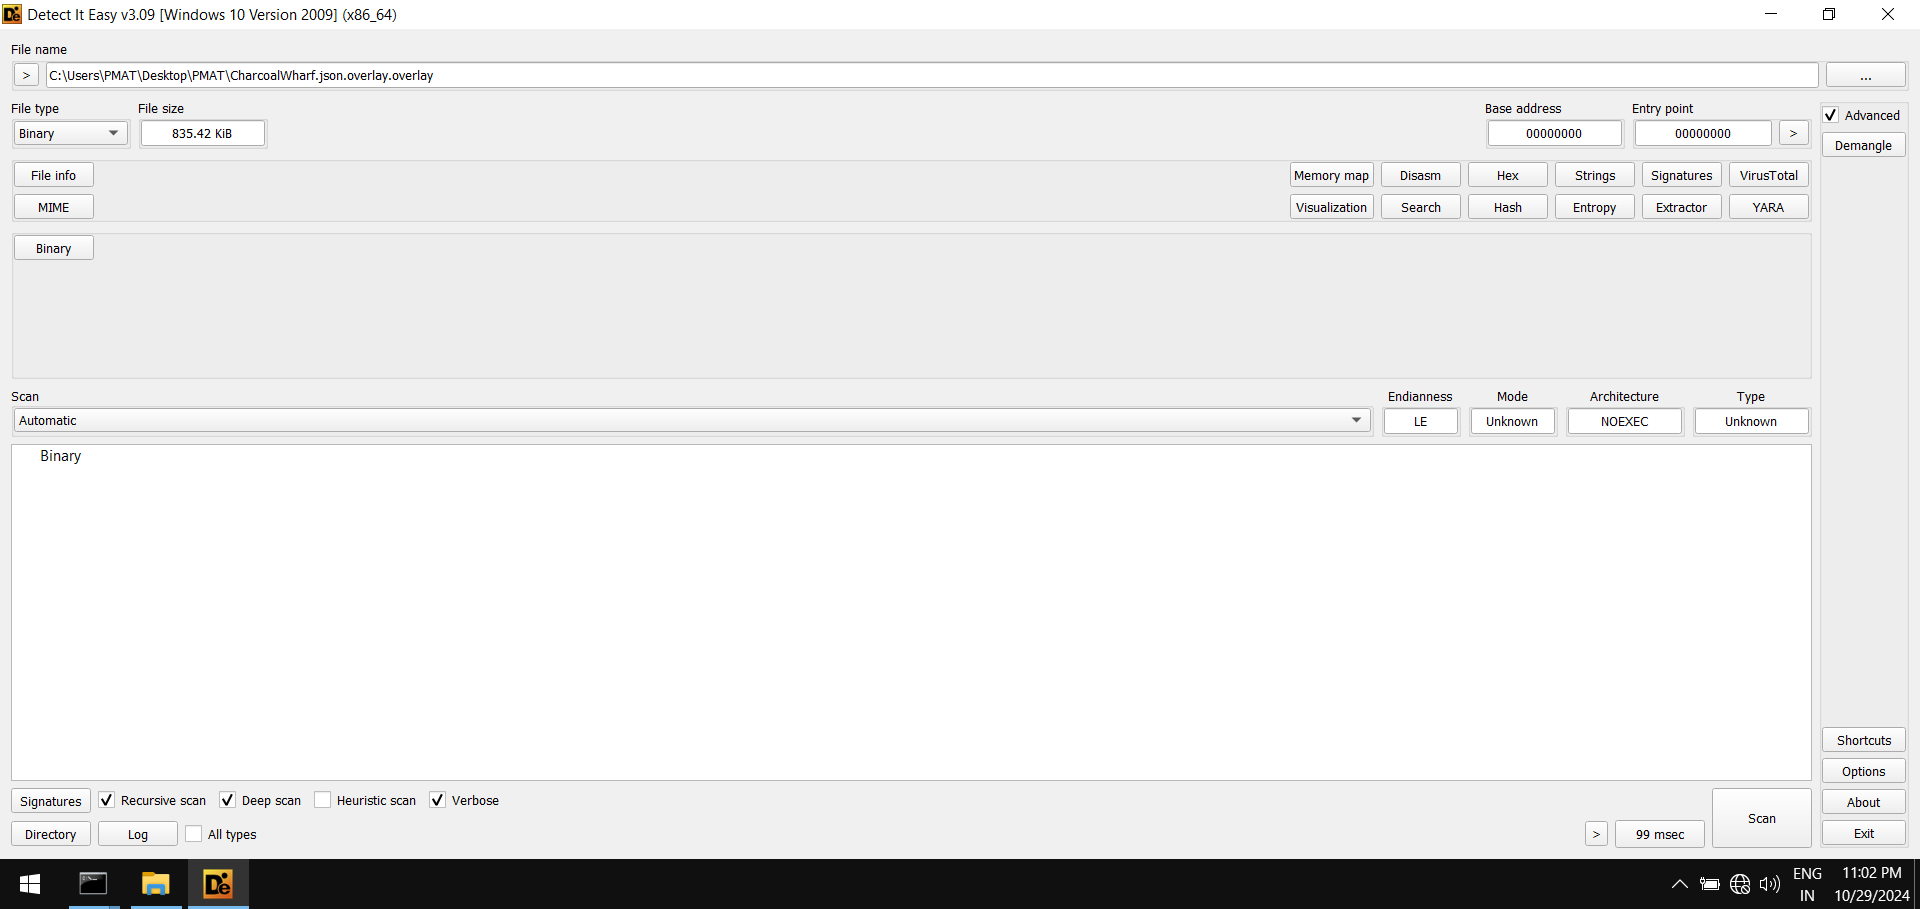 Detect It Easy v3.09 [Windows 10 Version 2009] (x86_64)
File name
> C:\Users\PMAT\Desktop\PMAT\CharcoalWharf.json.overlay.overlay ...
File type File size Base address Entry point
Advanced
Binary 835.42 KiB 00000000 00000000 >
Demangle
File info Memory map Disasm Hex Strings Signatures VirusTotal
MIME Visualization Search Hash Entropy Extractor YARA
Binary
Scan Endianness Mode Architecture Type
Automatic LE Unknown NOEXEC Unknown
Binary
Shortcuts
Options
Signatures Recursive scan Deep scan Heuristic scan Verbose
About
Scan
Directory Log All types > 99 msec
Exit
ENG 11:02 PM
IN 10/29/2024